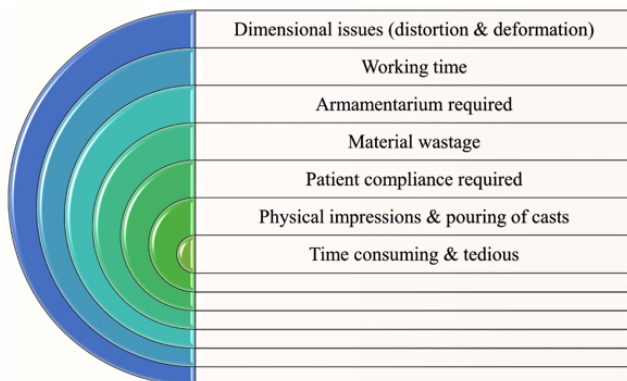 Dimensional issues (distortion & deformation)
Working time
Armamentarium required
Material wastage
Patient compliance required
Physical impressions & pouring of casts
Time consuming & tedious